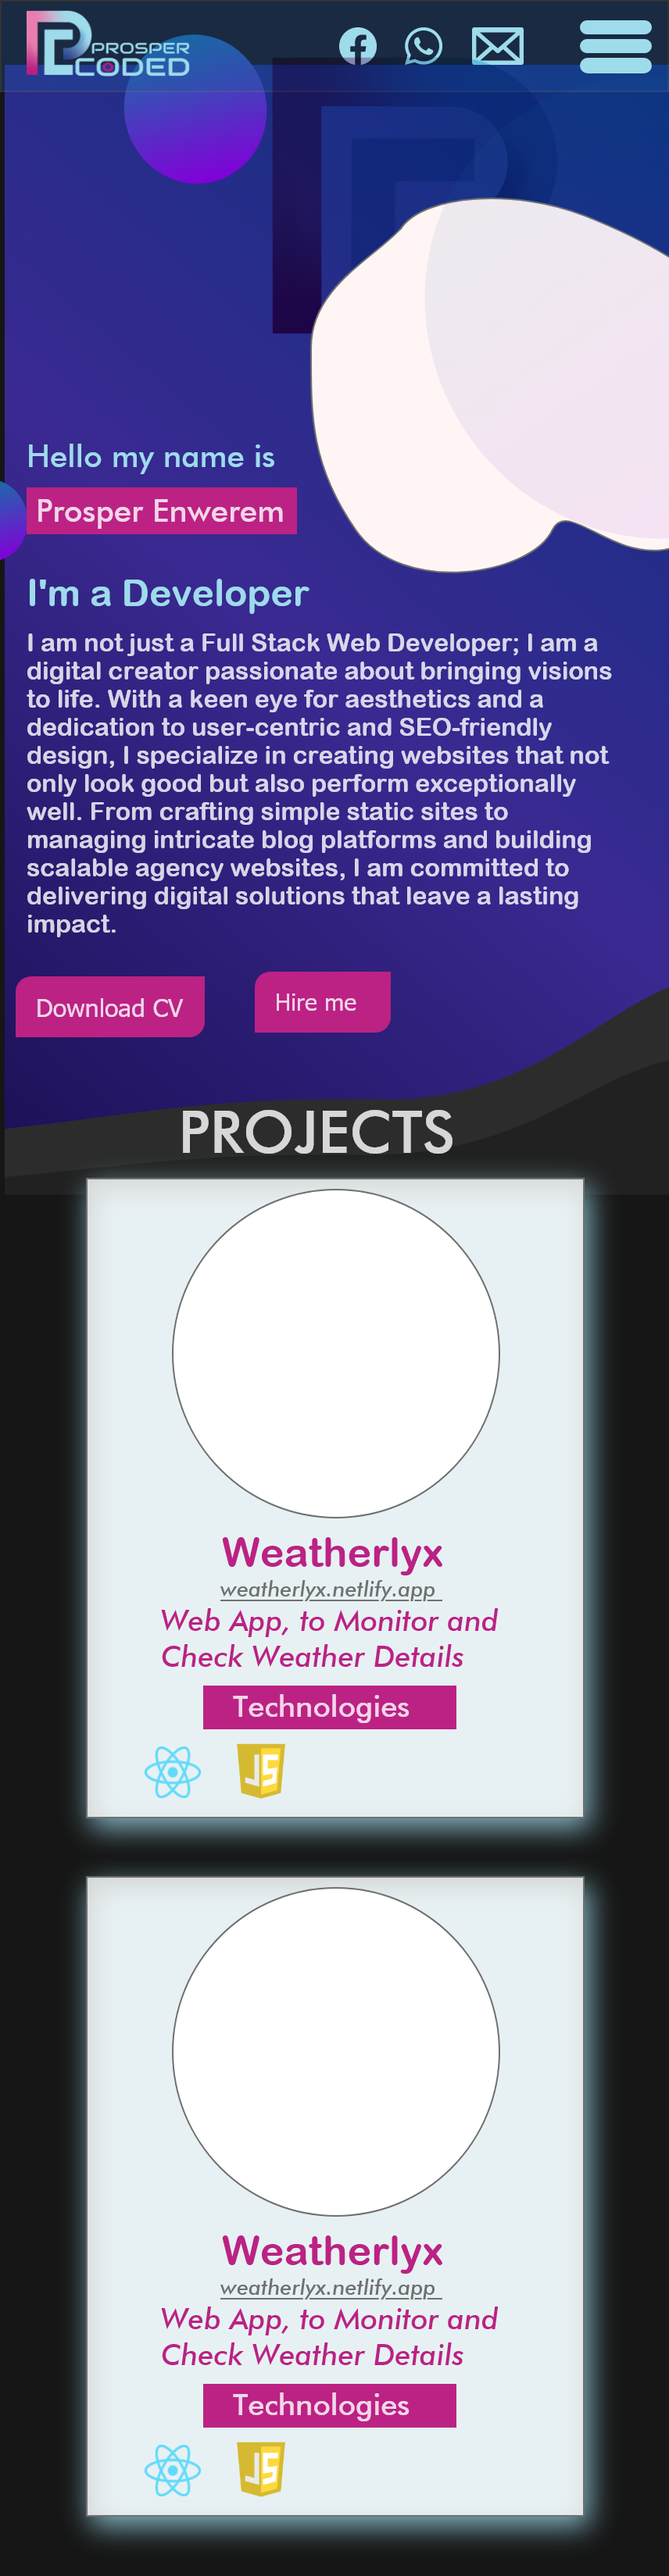 PROSPER
CODED
Hello my name is
Prosper Enwerem
I'm a Developer
I am not just a Full Stack Web Developer; I am a
digital creator passionate about bringing visions
to life. With a keen eye for aesthetics and a
dedication to user-centric and SEO-friendly
design, I specialize in creating websites that not
only look good but also perform exceptionally
well. From crafting simple static sites to
managing intricate blog platforms and building
scalable agency websites, I am committed to
delivering digital solutions that leave a lasting
impact.
Download CV
Hire me
PROJECTS
Weatherlyx
weatherlyx.netlify.app
Web App, to Monitor and
Check Weather Details
Technologies
JS
Weatherlyx
weatherlyx.netlify.app
Web App, to Monitor and
Check Weather Details
Technologies
JS